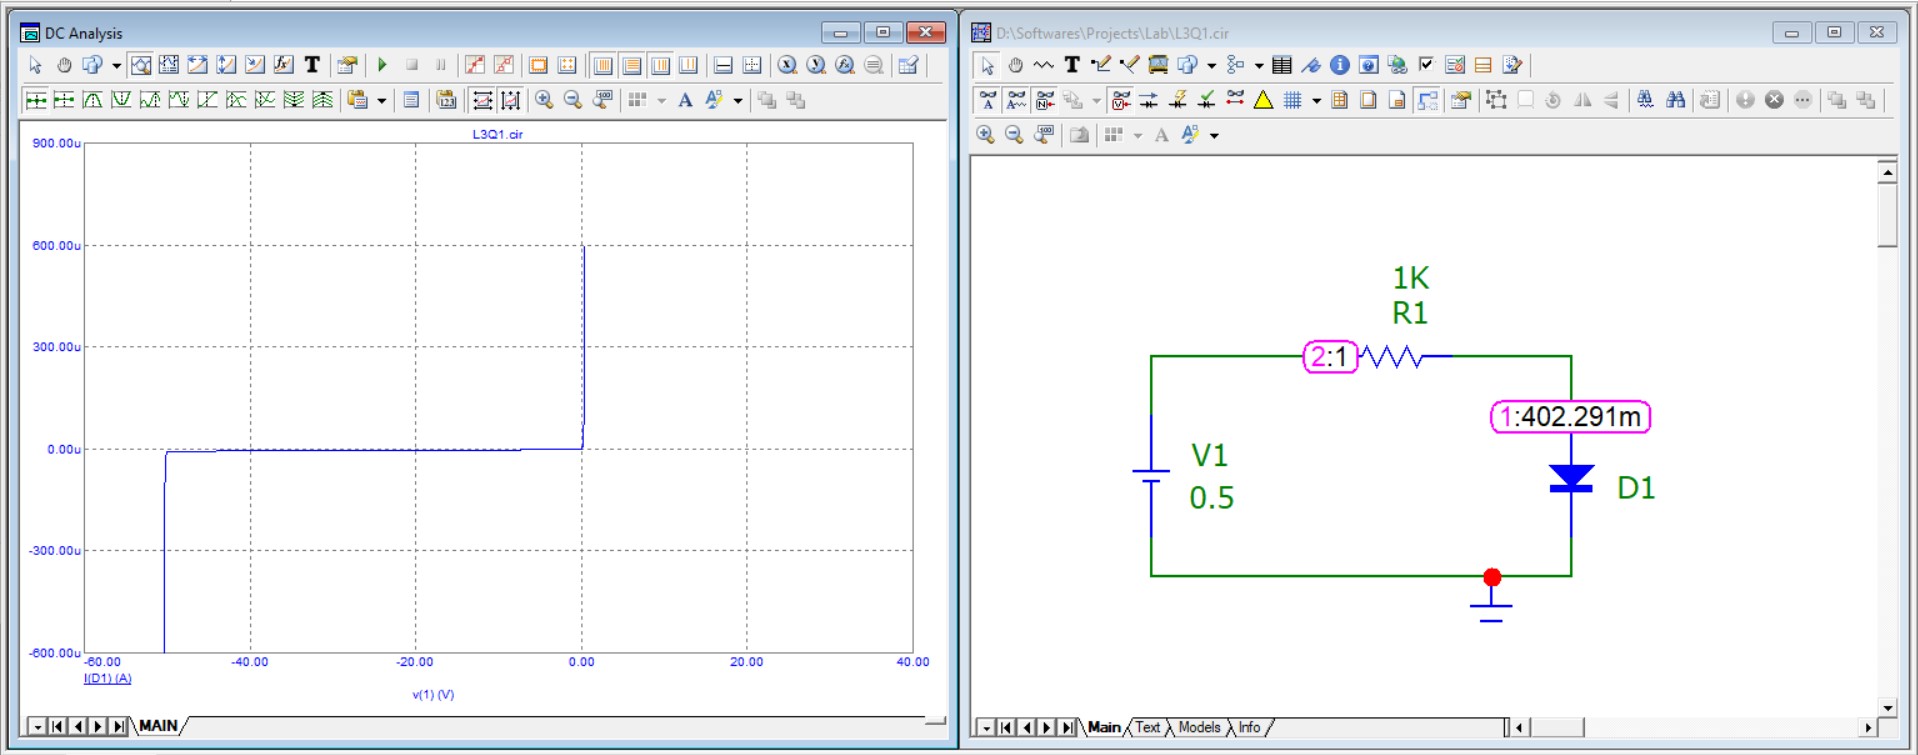 DC Analysis
L3Q1.cir
900.00u
600.00u
300.00u
0.00u
-300.00u
-600.00u
-60.00
-40.00
-20.00
0.00
20.00
40.00
I(D1) (A)
v(1) (V)
MAIN
D:\Softwares\Projects\Lab\L3Q1.cir
1K
R1
2:1
1:402.291m
V1
0.5
D1
Main
Text
Models
Info